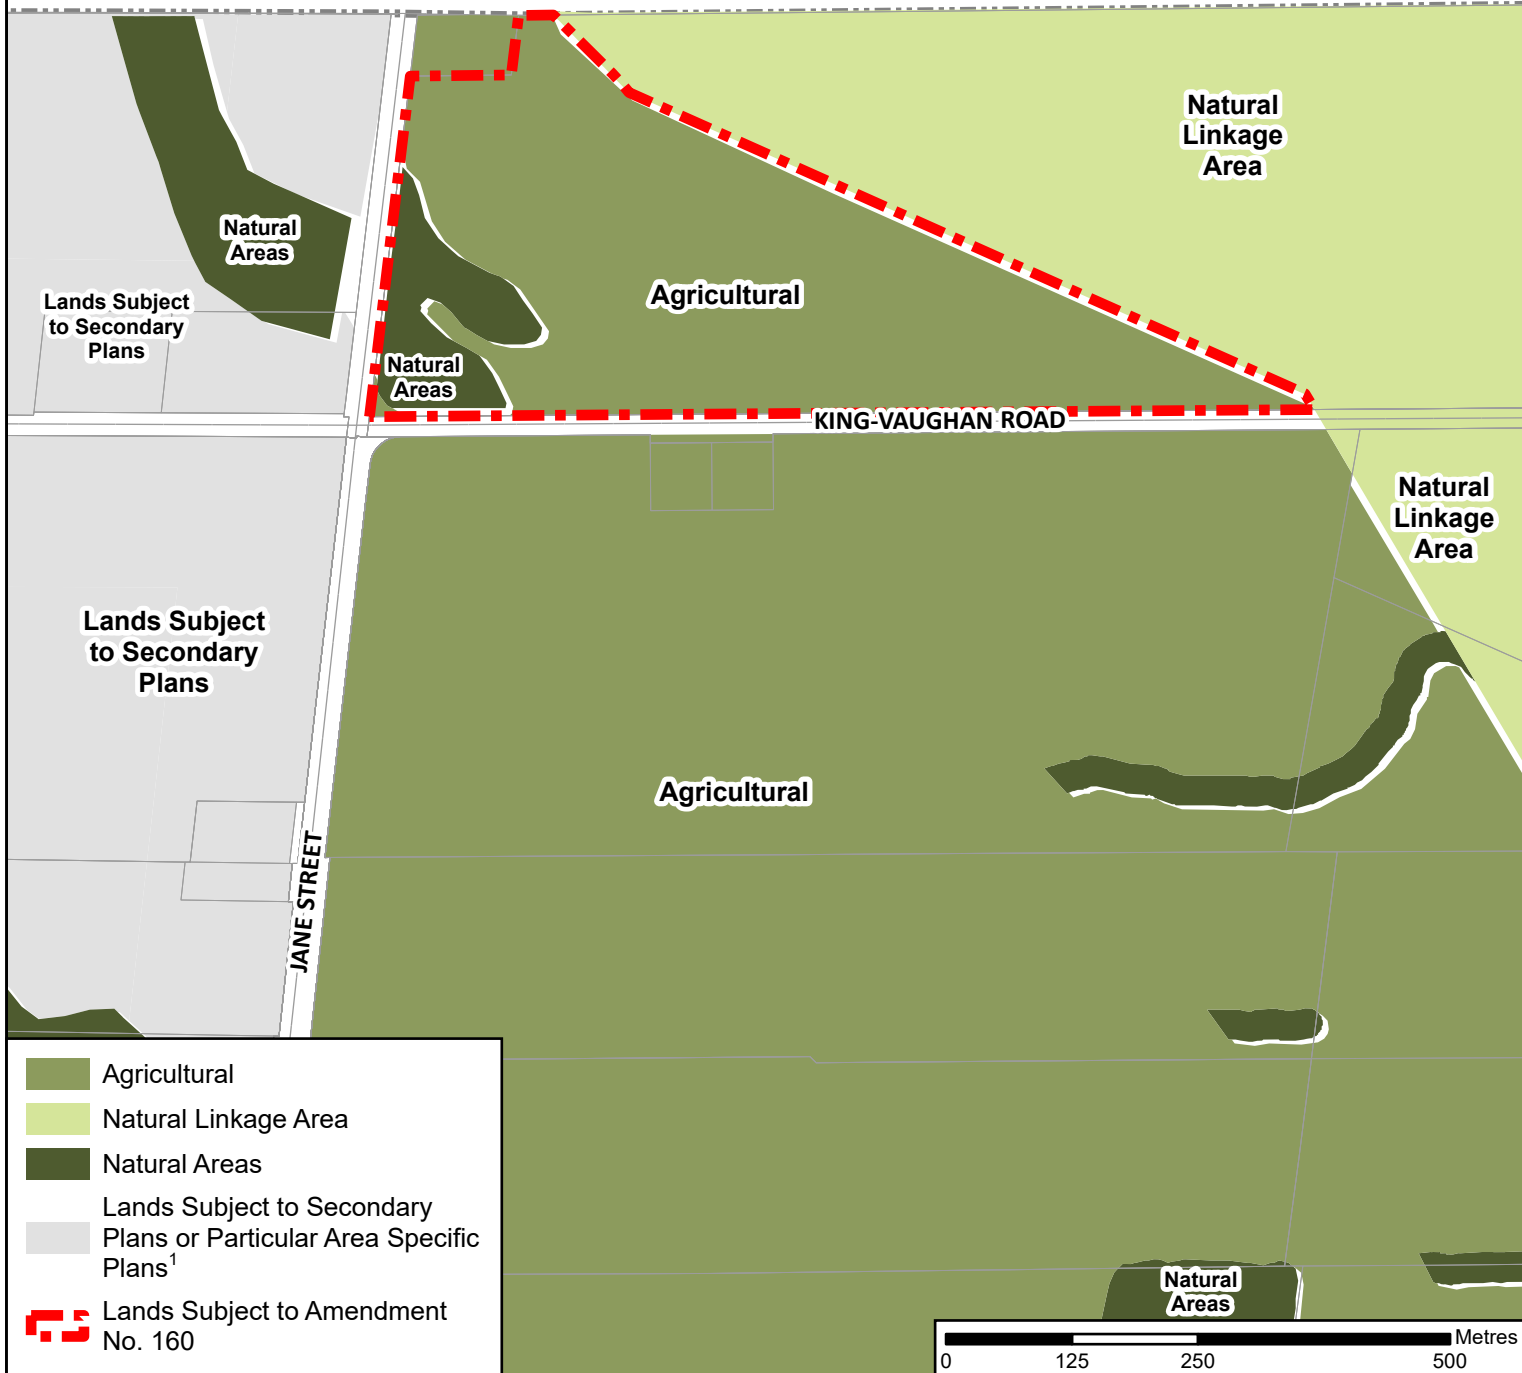 Natural
Linkage
Area
Natural
Areas
Lands Subject
to Secondary
Plans
Agricultural
Natural
Areas
KING-VAUGHAN ROAD
Natural
Linkage
Area
Lands Subject
to Secondary
Plans
Agricultural
JANE STREET
Agricultural
Natural Linkage Area
Natural Areas
Lands Subject to Secondary
Plans or Particular Area Specific
Plans¹
Lands Subject to Amendment
No. 160
Natural
Areas
Metres
0 125 250 500